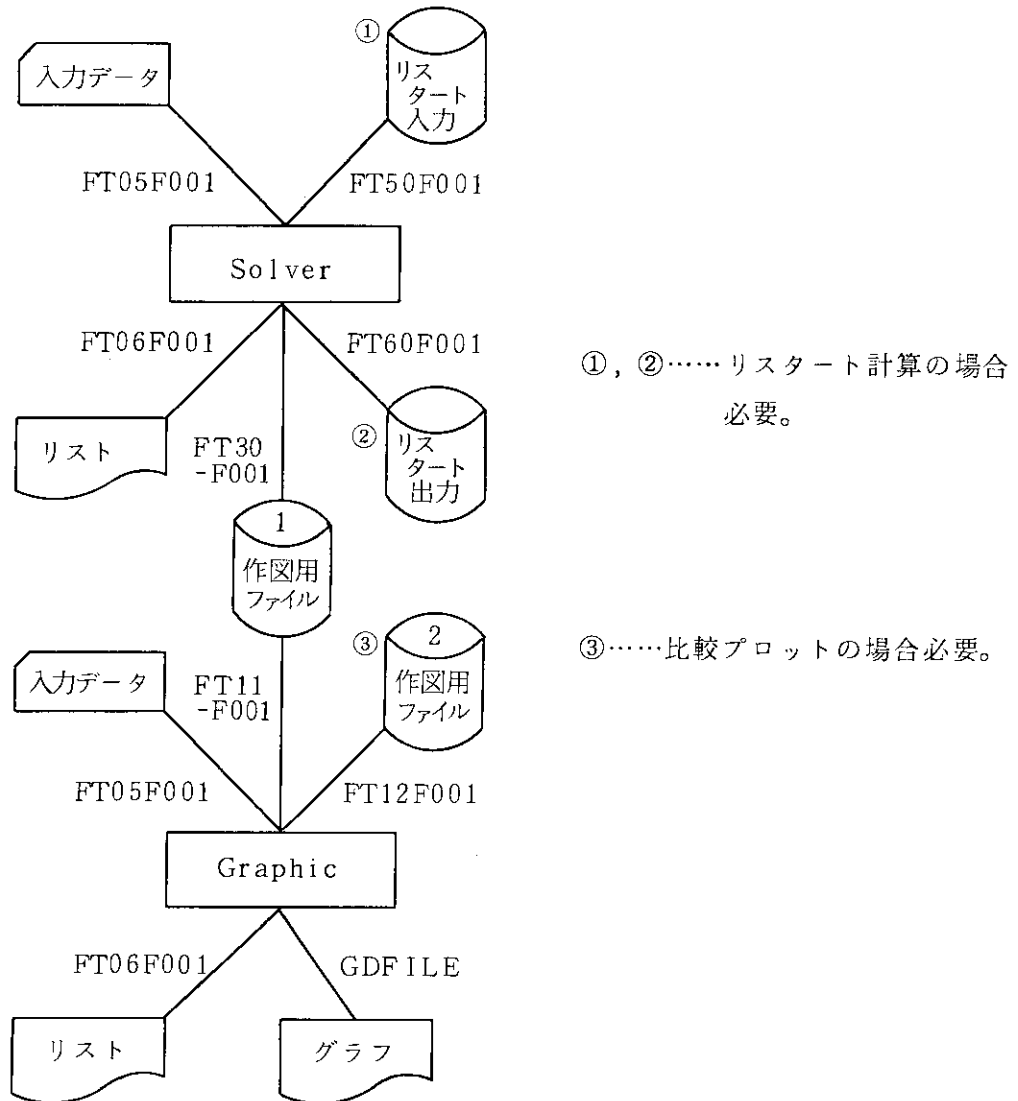 ①
入力データ
リス
タート
入力
FT05F001
FT50F001
Solver
FT06F001
FT60F001
①, ②……リスタート計算の場合
必要。
リスト
FT30
-F001
②
リス
タート
出力
1
作図用
ファイル
③
2
作図用
ファイル
③……比較プロットの場合必要。
入力データ
FT11
-F001
FT05F001
FT12F001
Graphic
FT06F001
GDFILE
リスト
グラフ